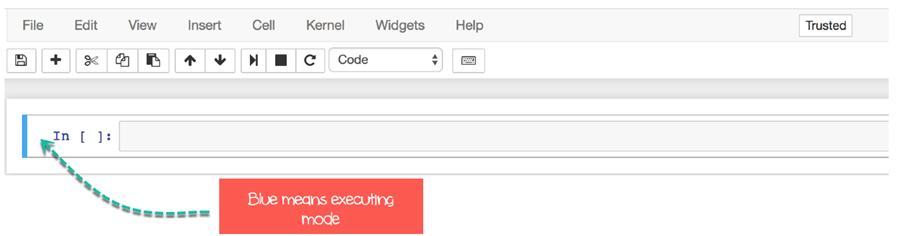 File Edit View Insert Cell Kernel Widgets Help Trusted
Code
In [ ]:
Blue means executing
mode